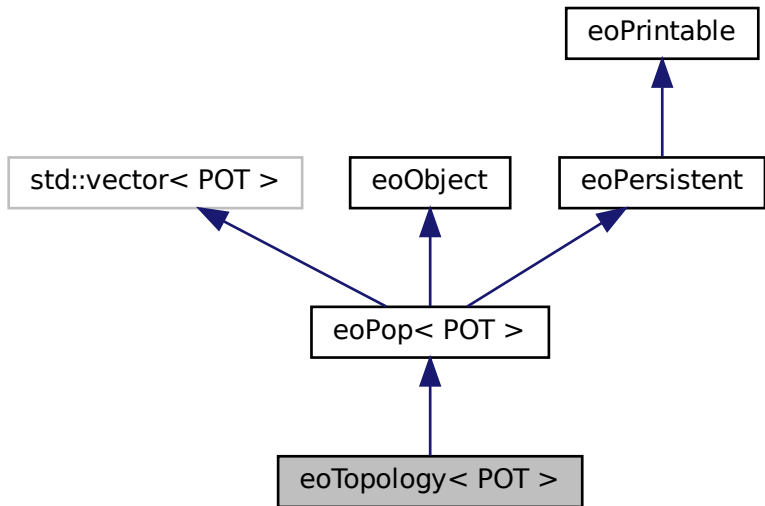 eoPrintable
std::vector< POT >
eoObject
eoPersistent
eoPop< POT >
eoTopology< POT >